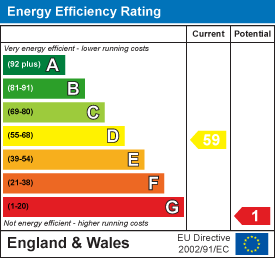 Energy Efficiency Rating
Current Potential
Very energy efficient - lower running costs
(92 plus) A
(81-91) B
(69-80) C
(55-68) D
59
(39-54) E
(21-38) F
(1-20) G
1
Not energy efficient - higher running costs
England & Wales
EU Directive
2002/91/EC